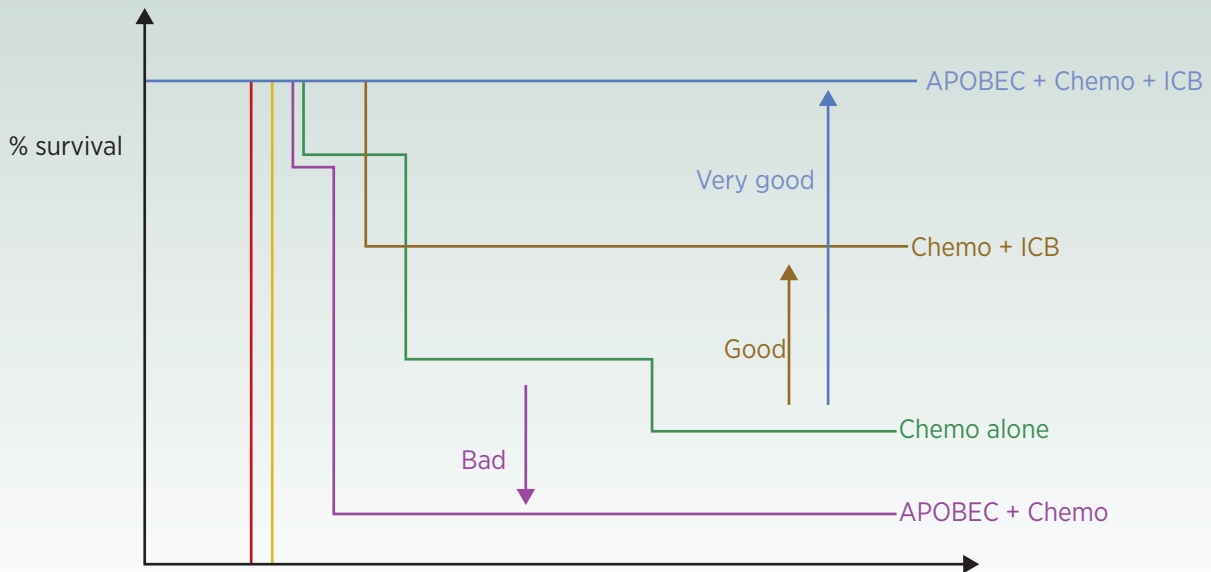 APOBEC + Chemo + ICB
% survival
Very good
Chemo + ICB
Good
Chemo alone
Bad
APOBEC + Chemo